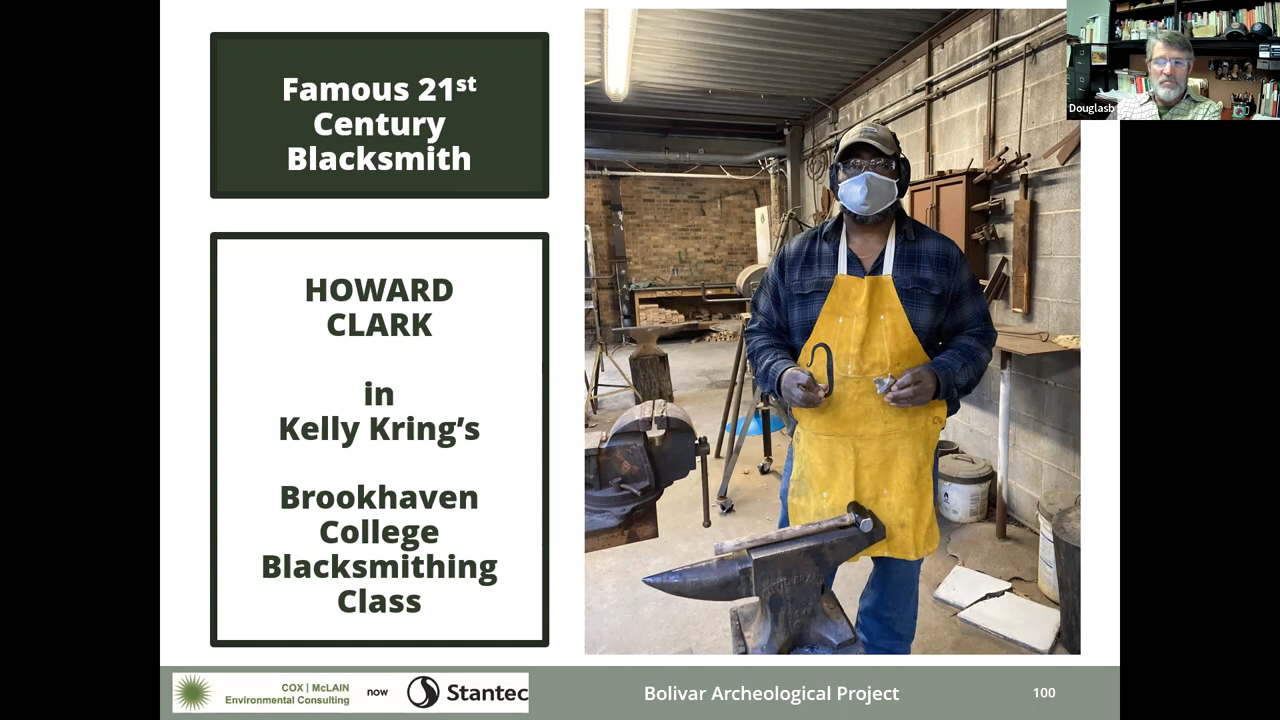 Famous 21st
Century
Blacksmith
HOWARD
CLARK
in
Kelly Kring’s
Brookhaven
College
Blacksmithing
Class
Douglasb
COX | McLAIN
Environmental Consulting
now
Stantec
Bolivar Archeological Project
100